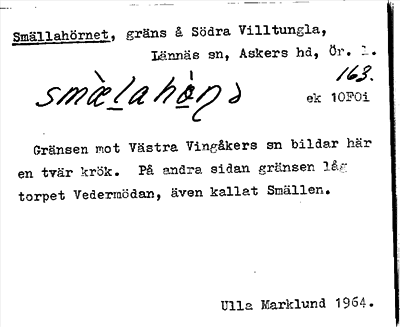 Smällahörnet, gräns å Södra Villtungla,
Lännäs sn, Askers hd, Ör. l.
163.
smälahörne
ek 10F0i
Gränsen mot Västra Vingåkers sn bildar här
en tvär krök. På andra sidan gränsen låg
torpet Vedermödan, även kallat Smällen.
Ulla Marklund 1964.